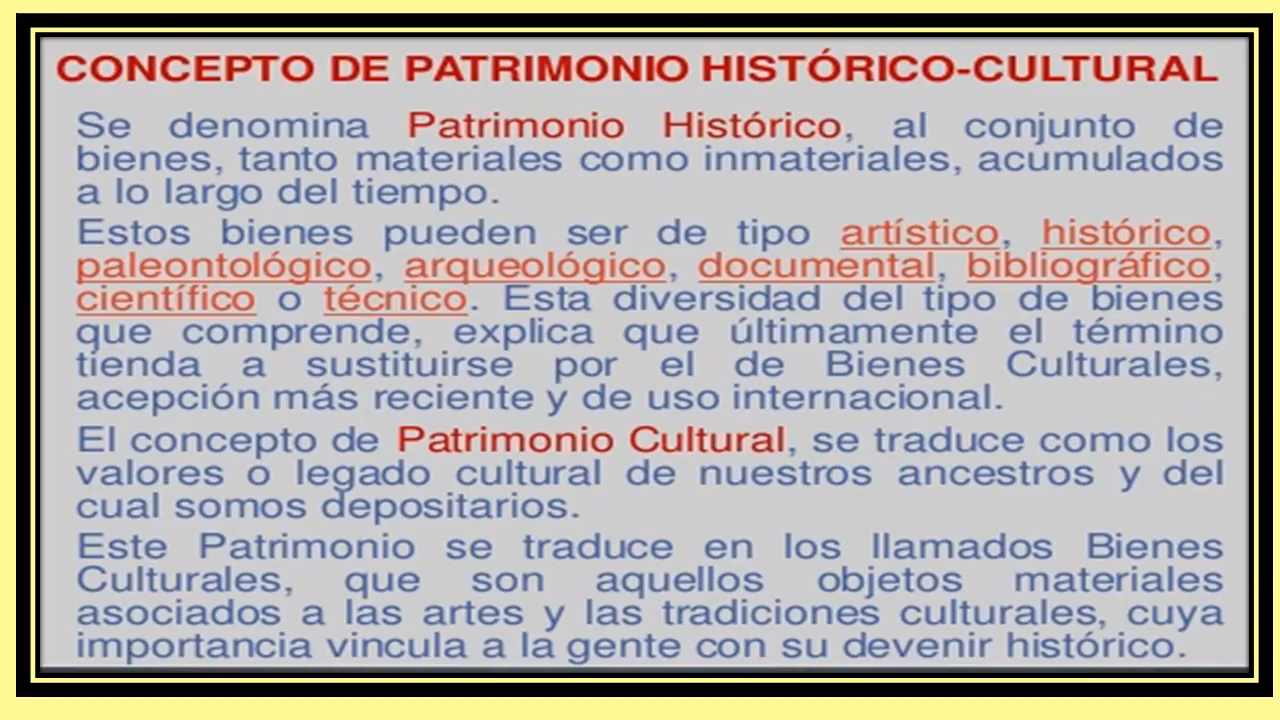 CONCEPTO DE PATRIMONIO HISTÓRICO-CULTURAL
Se denomina Patrimonio Histórico, al conjunto de
bienes, tanto materiales como inmateriales, acumulados
a lo largo del tiempo.
Estos bienes pueden ser de tipo artístico, histórico,
paleontológico, arqueológico, documental, bibliográfico,
científico o técnico. Esta diversidad del tipo de bienes
que comprende, explica que últimamente el término
tienda a sustituirse por el de Bienes Culturales,
acepción más reciente y de uso internacional.
El concepto de Patrimonio Cultural, se traduce como los
valores o legado cultural de nuestros ancestros y del
cual somos depositarios.
Este Patrimonio se traduce en los llamados Bienes
Culturales, que son aquellos objetos materiales
asociados a las artes y las tradiciones culturales, cuya
importancia vincula a la gente con su devenir histórico.